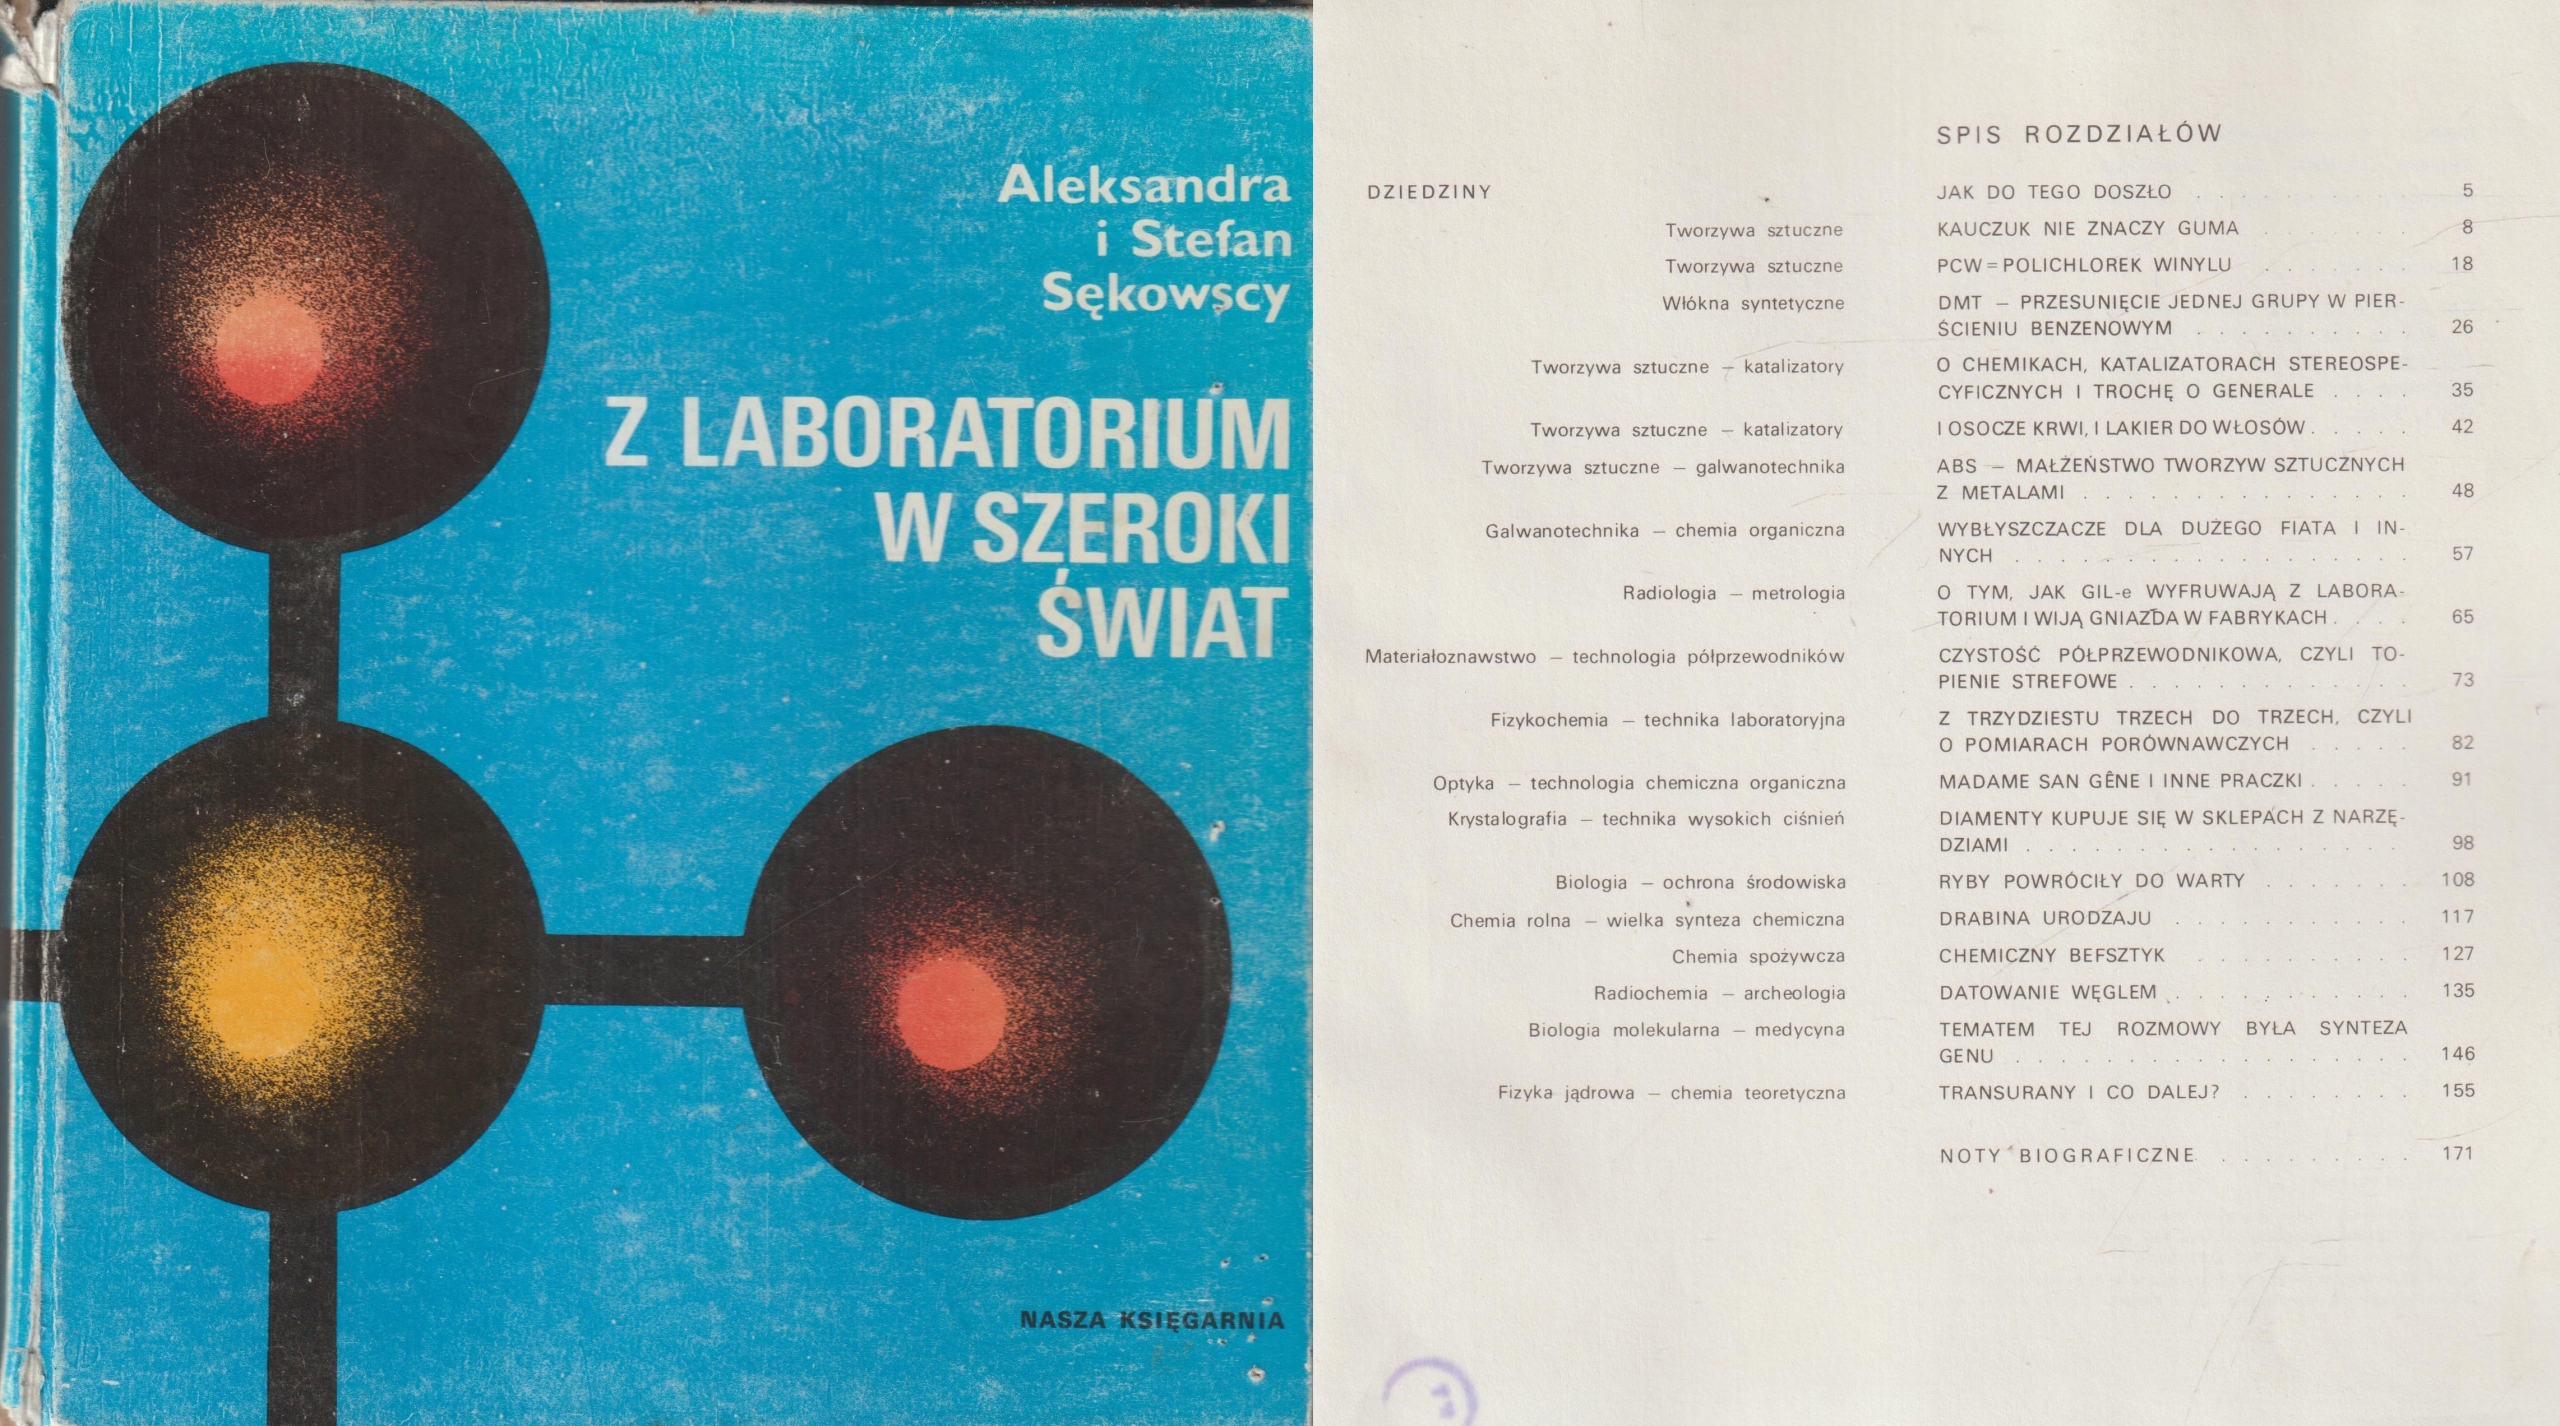 Aleksandra
i Stefan
Sękowscy
Z LABORATORIUM
W SZEROKI
ŚWIAT
NASZA KSIĘGARNIA
SPIS ROZDZIAŁÓW
DZIEDZINY JAK DO TEGO DOSZŁO . . . . . . . . . . 5
Tworzywa sztuczne KAUCZUK NIE ZNACZY GUMA . . . . . . . 8
Tworzywa sztuczne PCW = POLICHLOREK WINYLU . . . . . . . 18
Włókna syntetyczne DMT – PRZESUNIĘCIE JEDNEJ GRUPY W PIER-
ŚCIENIU BENZENOWYM . . . . . . . . . . 26
Tworzywa sztuczne – katalizatory O CHEMIKACH, KATALIZATORACH STEREOSPE-
CYFICZNYCH I TROCHĘ O GENERALE . . . . 35
Tworzywa sztuczne – katalizatory I OSOCZE KRWI, I LAKIER DO WŁOSÓW . . . . . 42
Tworzywa sztuczne – galwanotechnika ABS – MAŁŻEŃSTWO TWORZYW SZTUCZNYCH
Z METALAMI . . . . . . . . . . . . . . . 48
Galwanotechnika – chemia organiczna WYBŁYSZCZACZE DLA DUŻEGO FIATA I IN-
NYCH . . . . . . . . . . . . . . . . . . 57
Radiologia – metrologia O TYM, JAK GIL-e WYFRUWAJĄ Z LABORA-
TORIUM I WIJĄ GNIAZDA W FABRYKACH . . . . 65
Materiałoznawstwo – technologia półprzewodników CZYSTOŚĆ PÓŁPRZEWODNIKOWA, CZYLI TO-
PIENIE STREFOWE . . . . . . . . . . . . . 73
Fizykochemia – technika laboratoryjna Z TRZYDZIESTU TRZECH DO TRZECH, CZYLI
O POMIARACH PORÓWNAWCZYCH . . . . . 82
Optyka – technologia chemiczna organiczna MADAME SAN GÊNE I INNE PRACZKI . . . . . 91
Krystalografia – technika wysokich ciśnień DIAMENTY KUPUJE SIĘ W SKLEPACH Z NARZĘ-
DZIAMI . . . . . . . . . . . . . . . . . 98
Biologia – ochrona środowiska RYBY POWRÓCIŁY DO WARTY . . . . . . . 108
Chemia rolna – wielka synteza chemiczna DRABINA URODZAJU . . . . . . . . . . . 117
Chemia spożywcza CHEMICZNY BEFSZTYK . . . . . . . . . . 127
Radiochemia – archeologia DATOWANIE WĘGLEM . . . . . . . . . . . 135
Biologia molekularna – medycyna TEMATEM TEJ ROZMOWY BYŁA SYNTEZA
GENU . . . . . . . . . . . . . . . . . . 146
Fizyka jądrowa – chemia teoretyczna TRANSURANY I CO DALEJ? . . . . . . . . 155
NOTY BIOGRAFICZNE . . . . . . . . . 171